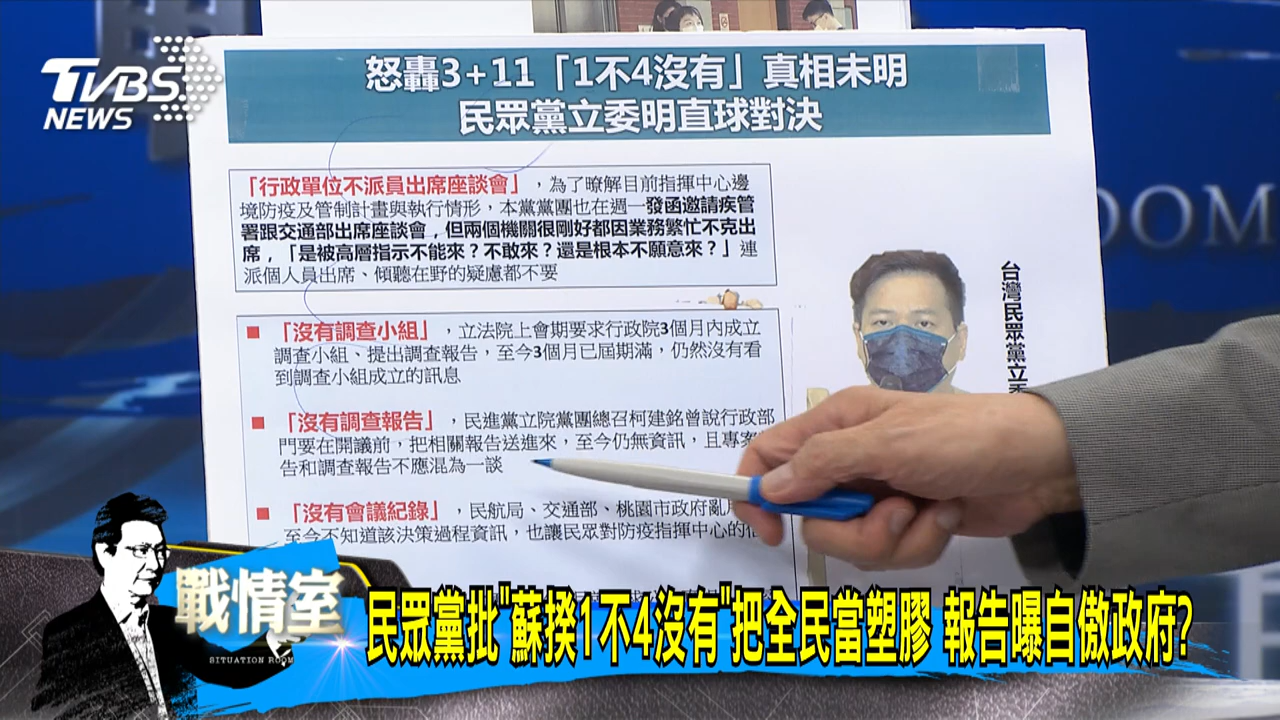 TVBS
NEWS
怒轟3+11「1不4沒有」真相未明
民眾黨立委明直球對決
「行政單位不派員出席座談會」，為了瞭解目前指揮中心邊
境防疫及管制計畫與執行情形，本黨黨團也在週一發函邀請疾管
署跟交通部出席座談會，但兩個機關很剛好都因業務繁忙不克出
席，「是被高層指示不能來？不敢來？還是根本不願意來？」連
派個人員出席、傾聽在野的疑慮都不要
「沒有調查小組」，立法院上會期要求行政院3個月內成立
調查小組、提出調查報告，至今3個月已屆期滿，仍然沒有看
到調查小組成立的訊息
「沒有調查報告」，民進黨立院黨團總召柯建銘曾說行政部
門要在開議前，把相關報告送進來，至今仍無資訊，且專案
告和調查報告不應混為一談
「沒有會議紀錄」，民航局、交通部、桃園市政府亂
至今不知道該決策過程資訊，也讓民眾對防疫指揮中心的
台灣民眾黨立委
OOM
戰情室
SITUATION ROOM
民眾黨批"蘇揆1不4沒有"把全民當塑膠 報告曝自傲政府?